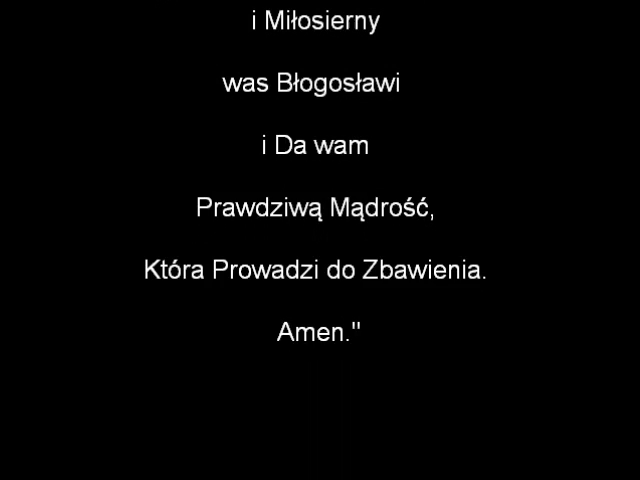 i Miłosierny
was Błogosławi
i Da wam
Prawdziwą Mądrość,
Która Prowadzi do Zbawienia.
Amen."